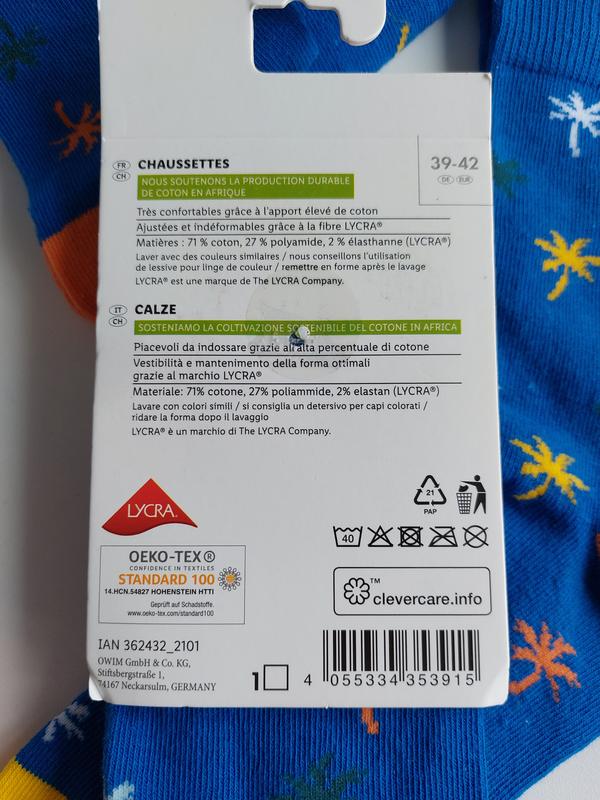 39-42
DE EUR
FR
CH
CHAUSSETTES
NOUS SOUTENONS LA PRODUCTION DURABLE
DE COTON EN AFRIQUE
Très confortables grâce à l'apport élevé de coton
Ajustées et indéformables grâce à la fibre LYCRA®
Matières : 71 % coton, 27 % polyamide, 2 % élasthanne (LYCRA®)
Laver avec des couleurs similaires / nous conseillons l'utilisation
de lessive pour linge de couleur / remettre en forme après le lavage
LYCRA® est une marque de The LYCRA Company.
IT
CH
CALZE
SOSTENIAMO LA COLTIVAZIONE SOSTENIBILE DEL COTONE IN AFRICA
Piacevoli da indossare grazie all'alta percentuale di cotone
Vestibilità e mantenimento della forma ottimali
grazie al marchio LYCRA®
Materiale: 71% cotone, 27% poliammide, 2% elastan (LYCRA®)
Lavare con colori simili / si consiglia un detersivo per capi colorati /
ridare la forma dopo il lavaggio
LYCRA® è un marchio di The LYCRA Company.
LYCRA
21
PAP
40
OEKO-TEX®
CONFIDENCE IN TEXTILES
STANDARD 100
14.HCN.54827 HOHENSTEIN HTTI
Geprüft auf Schadstoffe.
www.oeko-tex.com/standard100
TM
clevercare.info
IAN 362432_2101
OWIM GmbH & Co. KG,
Stiftsbergstraße 1,
74167 Neckarsulm, GERMANY
1
4 055334 353915